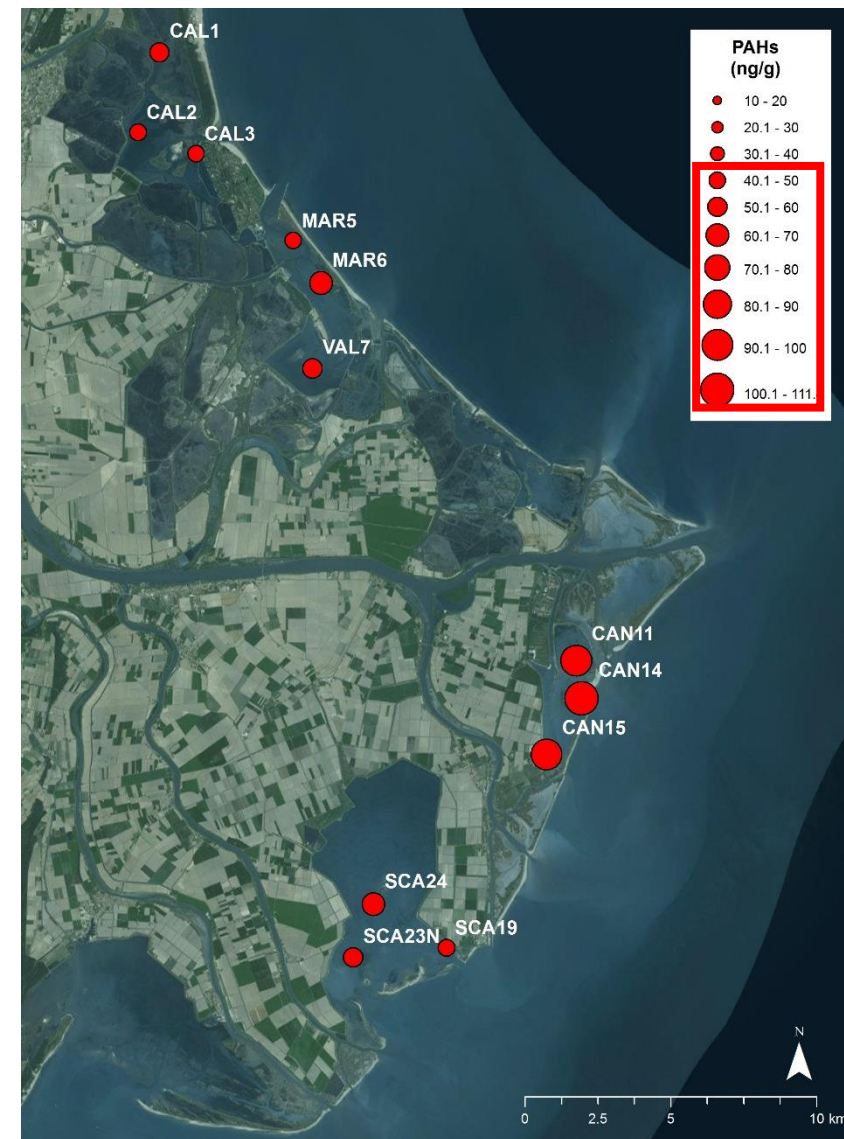 CAL1
CAL2
CAL3
MAR5
MAR6
VAL7
CAN11
CAN14
CAN15
SCA24
SCA23N
SCA19
PAHs
(ng/g)
10 - 20
20.1 - 30
30.1 - 40
40.1 - 50
50.1 - 60
60.1 - 70
70.1 - 80
80.1 - 90
90.1 - 100
100.1 - 111.
N
0 2.5 5 10 km